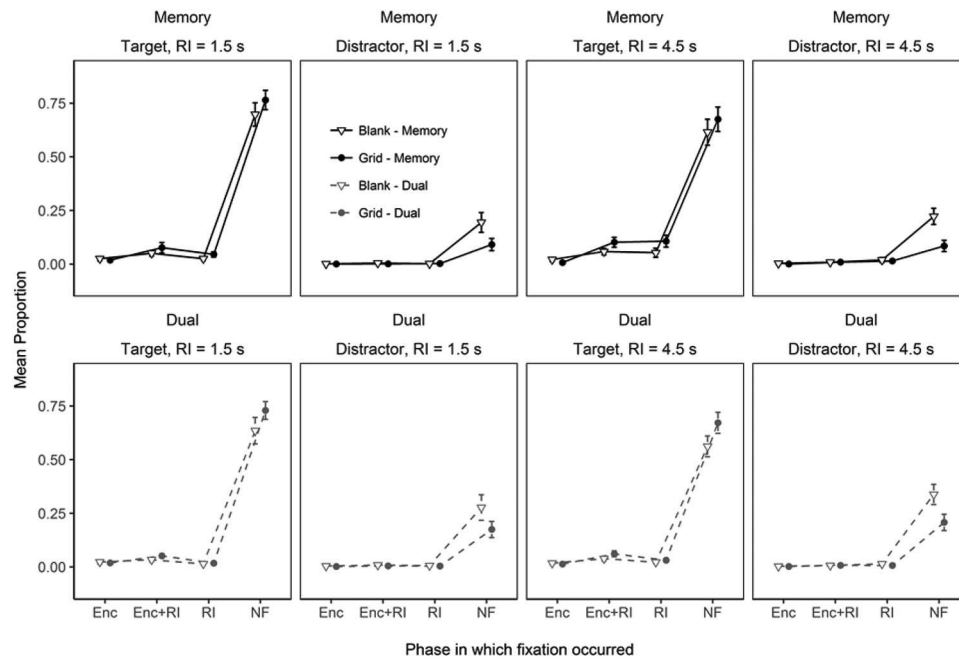 Memory Memory Memory Memory
Target, RI = 1.5 s Distractor, RI = 1.5 s Target, RI = 4.5 s Distractor, RI = 4.5 s
0.75
0.50
0.25
0.00
Blank - Memory
Grid - Memory
Blank - Dual
Grid - Dual
Mean Proportion
Dual Dual Dual Dual
Target, RI = 1.5 s Distractor, RI = 1.5 s Target, RI = 4.5 s Distractor, RI = 4.5 s
0.75
0.50
0.25
0.00
Enc Enc+RI RI NF Enc Enc+RI RI NF Enc Enc+RI RI NF Enc Enc+RI RI NF
Phase in which fixation occurred